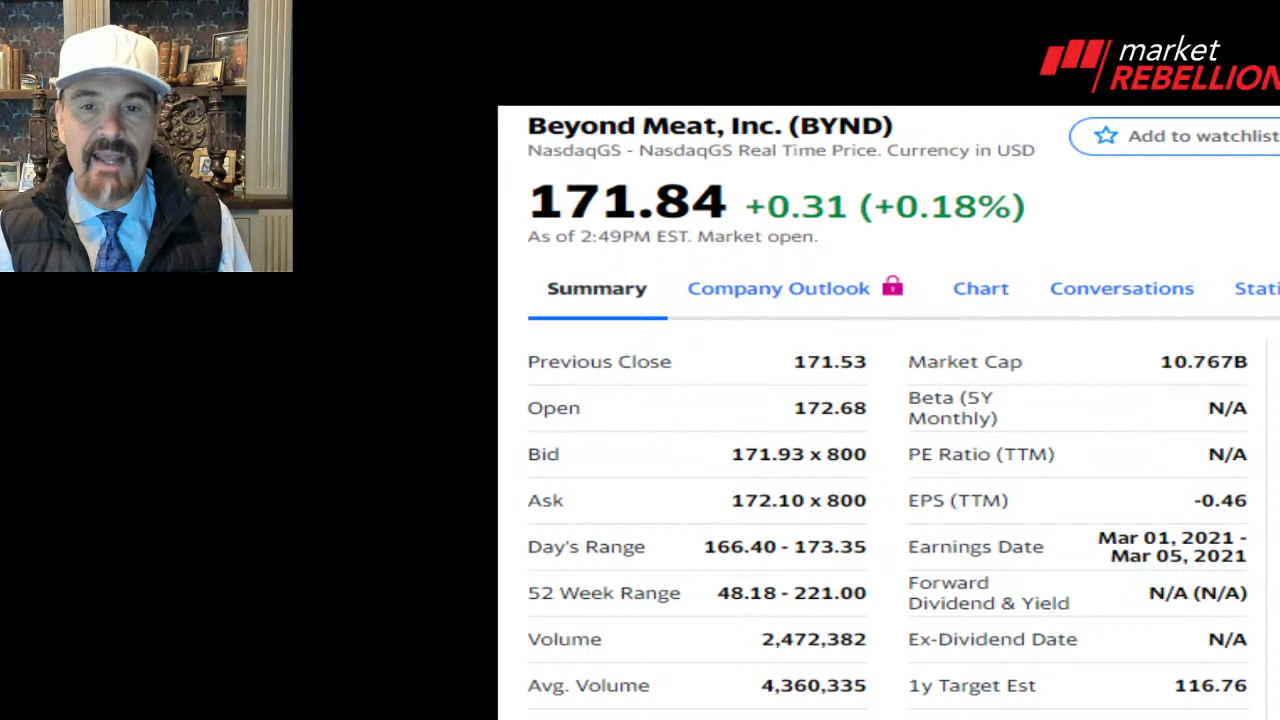 market
REBELLION
Beyond Meat, Inc. (BYND)
NasdaqGS - NasdaqGS Real Time Price. Currency in USD
Add to watchlist
171.84 +0.31 (+0.18%)
As of 2:49PM EST. Market open.
Summary Company Outlook Chart Conversations Stati
Previous Close 171.53
Open 172.68
Bid 171.93 x 800
Ask 172.10 x 800
Day's Range 166.40 - 173.35
52 Week Range 48.18 - 221.00
Volume 2,472,382
Avg. Volume 4,360,335
Market Cap 10.767B
Beta (5Y
Monthly) N/A
PE Ratio (TTM) N/A
EPS (TTM) -0.46
Earnings Date Mar 01, 2021 -
Mar 05, 2021
Forward
Dividend & Yield N/A (N/A)
Ex-Dividend Date N/A
1y Target Est 116.76